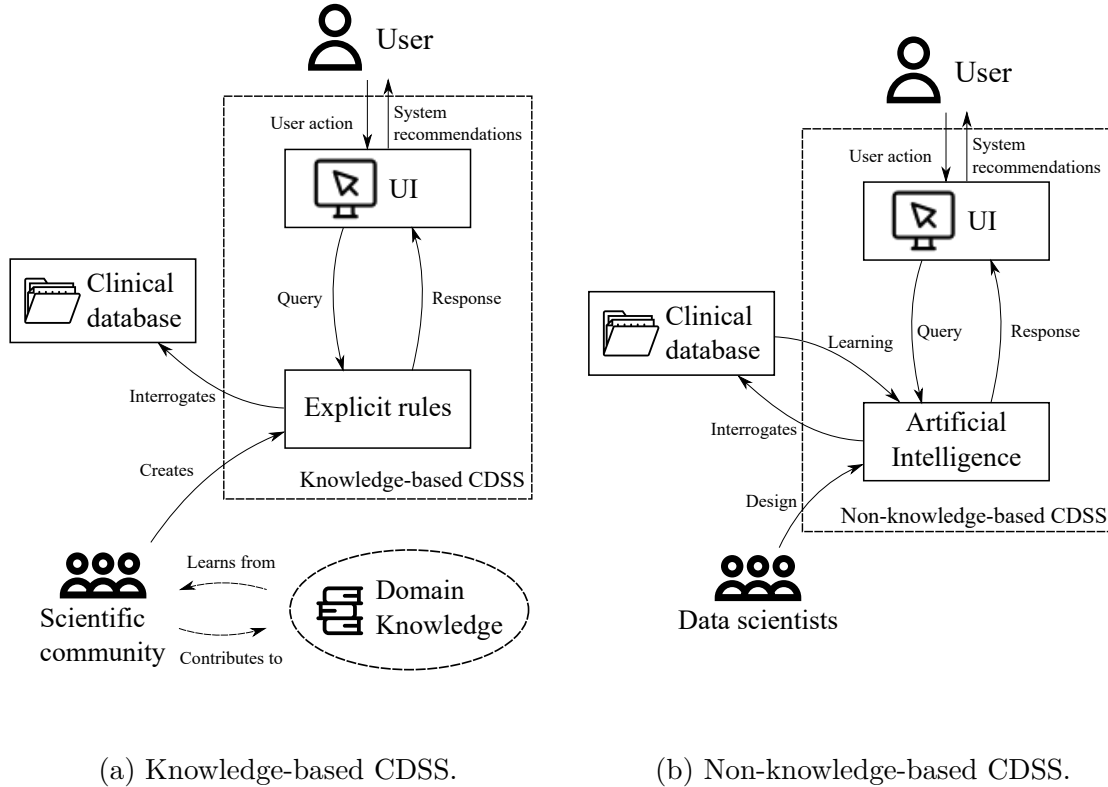 User
User action
System
recommendations
UI
Clinical
database
Query
Response
Interrogates
Explicit rules
Creates
Knowledge-based CDSS
Learns from
Scientific
community
Domain
Knowledge
Contributes to
(a) Knowledge-based CDSS.
User
User action
System
recommendations
UI
Clinical
database
Learning
Query
Response
Interrogates
Artificial
Intelligence
Design
Non-knowledge-based CDSS
Data scientists
(b) Non-knowledge-based CDSS.